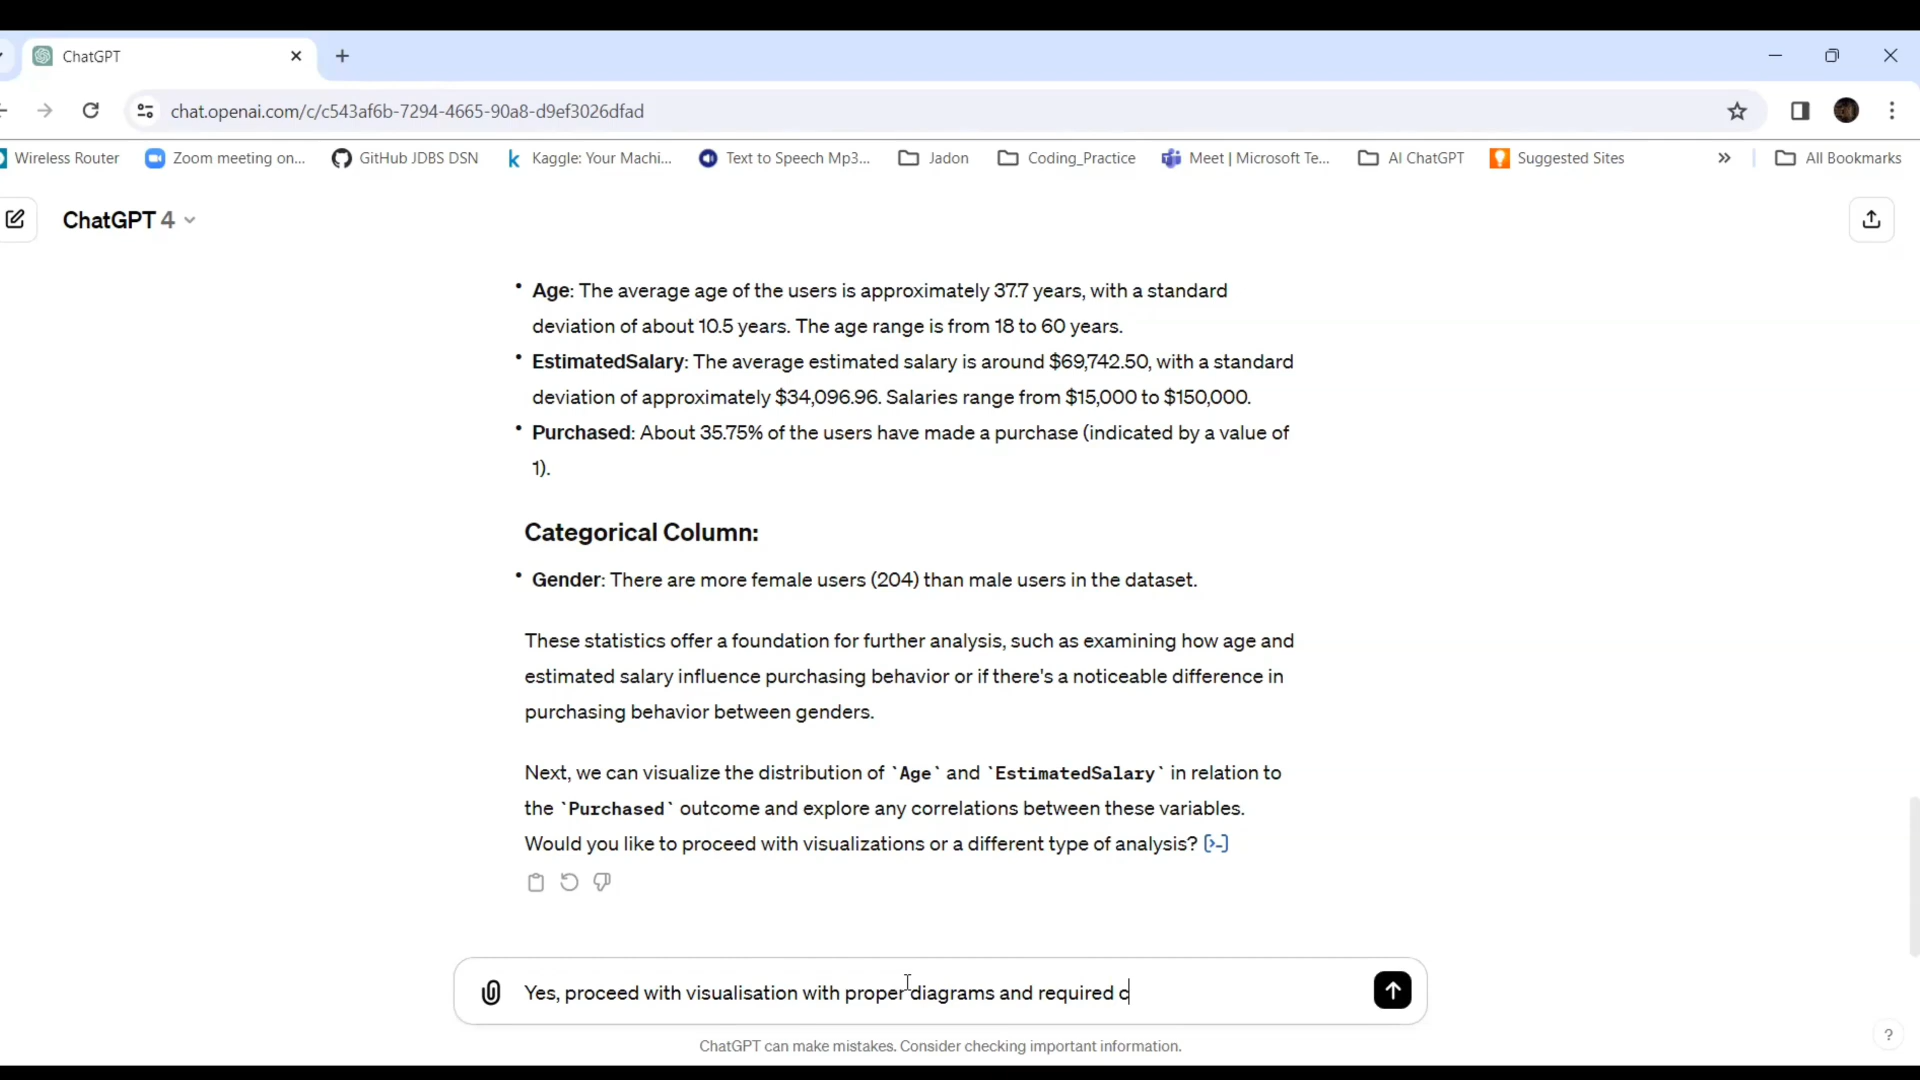 ChatGPT
chat.openai.com/c/c543af6b-7294-4665-90a8-d9ef3026dfad
Wireless Router Zoom meeting on... GitHub JDBS DSN Kaggle: Your Machi... Text to Speech Mp3... Jadon Coding_Practice Meet | Microsoft Te... AI ChatGPT Suggested Sites All Bookmarks
ChatGPT 4
• Age: The average age of the users is approximately 37.7 years, with a standard
deviation of about 10.5 years. The age range is from 18 to 60 years.
• EstimatedSalary: The average estimated salary is around $69,742.50, with a standard
deviation of approximately $34,096.96. Salaries range from $15,000 to $150,000.
• Purchased: About 35.75% of the users have made a purchase (indicated by a value of
1).
Categorical Column:
• Gender: There are more female users (204) than male users in the dataset.
These statistics offer a foundation for further analysis, such as examining how age and
estimated salary influence purchasing behavior or if there's a noticeable difference in
purchasing behavior between genders.
Next, we can visualize the distribution of `Age` and `EstimatedSalary` in relation to
the `Purchased` outcome and explore any correlations between these variables.
Would you like to proceed with visualizations or a different type of analysis? [>-]
Yes, proceed with visualisation with proper diagrams and required c
ChatGPT can make mistakes. Consider checking important information.
?